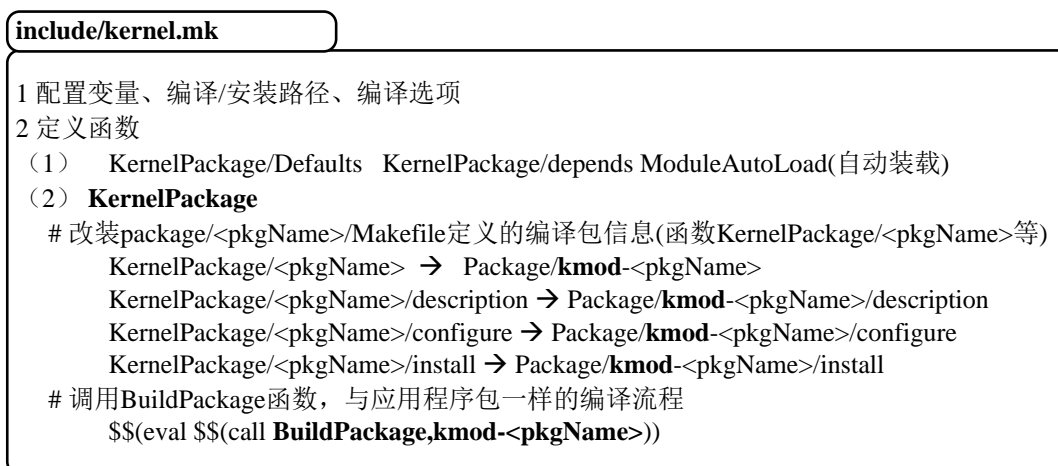 include/kernel.mk
1 配置变量、编译/安装路径、编译选项
2 定义函数
（1） KernelPackage/Defaults KernelPackage/depends ModuleAutoLoad(自动装载)
（2） KernelPackage
# 改装package/<pkgName>/Makefile定义的编译包信息(函数KernelPackage/<pkgName>等)
KernelPackage/<pkgName> → Package/kmod-<pkgName>
KernelPackage/<pkgName>/description → Package/kmod-<pkgName>/description
KernelPackage/<pkgName>/configure → Package/kmod-<pkgName>/configure
KernelPackage/<pkgName>/install → Package/kmod-<pkgName>/install
# 调用BuildPackage函数，与应用程序包一样的编译流程
$$(eval $$(call BuildPackage,kmod-<pkgName>))